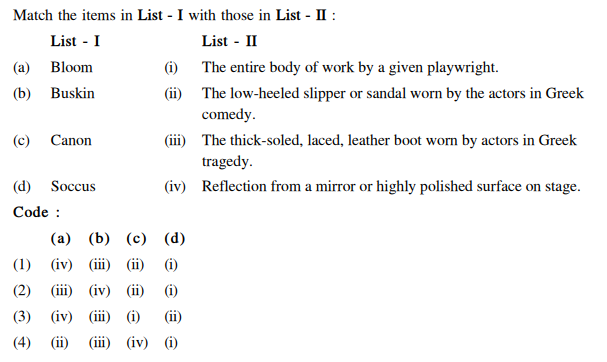 Match the items in List - I with those in List - II :
List - I List - II
(a) Bloom (i) The entire body of work by a given playwright.
(b) Buskin (ii) The low-heeled slipper or sandal worn by the actors in Greek
comedy.
(c) Canon (iii) The thick-soled, laced, leather boot worn by actors in Greek
tragedy.
(d) Soccus (iv) Reflection from a mirror or highly polished surface on stage.
Code :
(a) (b) (c) (d)
(1) (iv) (iii) (ii) (i)
(2) (iii) (iv) (ii) (i)
(3) (iv) (iii) (i) (ii)
(4) (ii) (iii) (iv) (i)